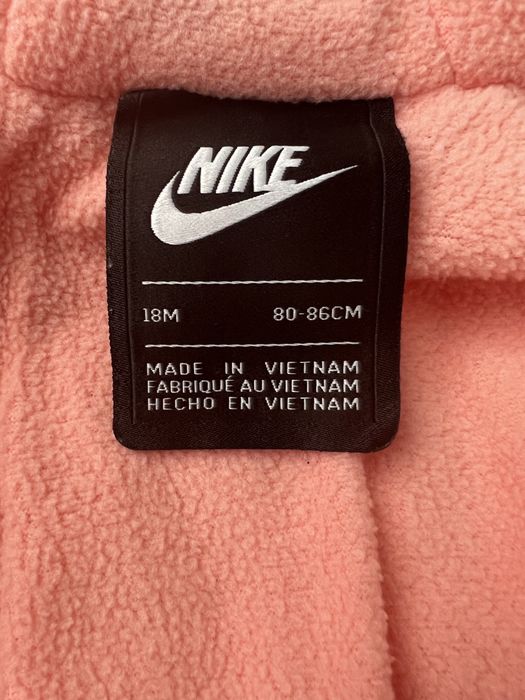 NIKE
18M 80-86CM
MADE IN VIETNAM
FABRIQUÉ AU VIETNAM
HECHO EN VIETNAM